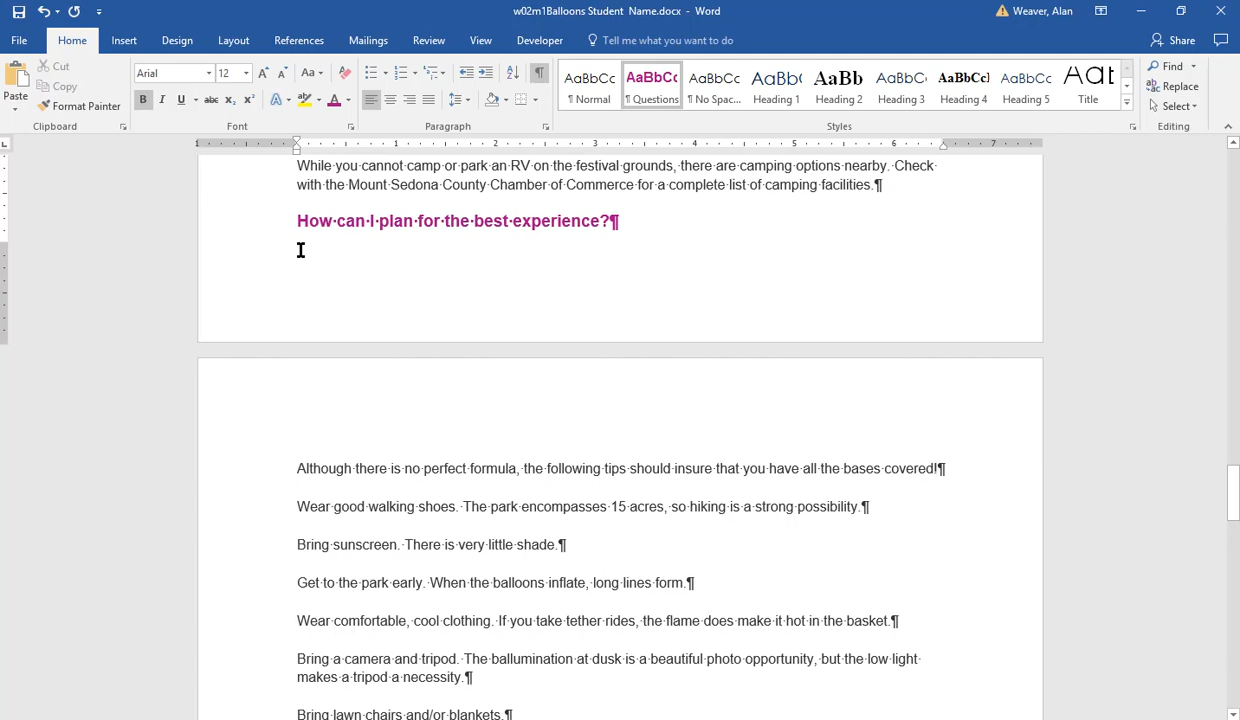 w02m1Balloons Student Name.docx - Word
Weaver, Alan
File Home Insert Design Layout References Mailings Review View Developer Tell me what you want to do Share
Paste
Cut
Copy
Format Painter
Clipboard
Arial 12
Font
Paragraph
AaBbCc AaBbCc AaBbCc AaBbC AaBb AaBbC AaBbCc AaBbCc Aat
¶ Normal ¶ Questions ¶ No Spac... Heading 1 Heading 2 Heading 3 Heading 4 Heading 5 Title
Styles
Find
Replace
Select
Editing
1 1 2 3 4 5 6 7
While you cannot camp or park an RV on the festival grounds, there are camping options nearby. Check
with the Mount Sedona County Chamber of Commerce for a complete list of camping facilities.¶
How can I plan for the best experience?¶
Although there is no perfect formula, the following tips should insure that you have all the bases covered!¶
Wear good walking shoes. The park encompasses 15 acres, so hiking is a strong possibility.¶
Bring sunscreen. There is very little shade.¶
Get to the park early. When the balloons inflate, long lines form.¶
Wear comfortable, cool clothing. If you take tether rides, the flame does make it hot in the basket.¶
Bring a camera and tripod. The ballumination at dusk is a beautiful photo opportunity, but the low light
makes a tripod a necessity.¶
Bring lawn chairs and/or blankets.¶